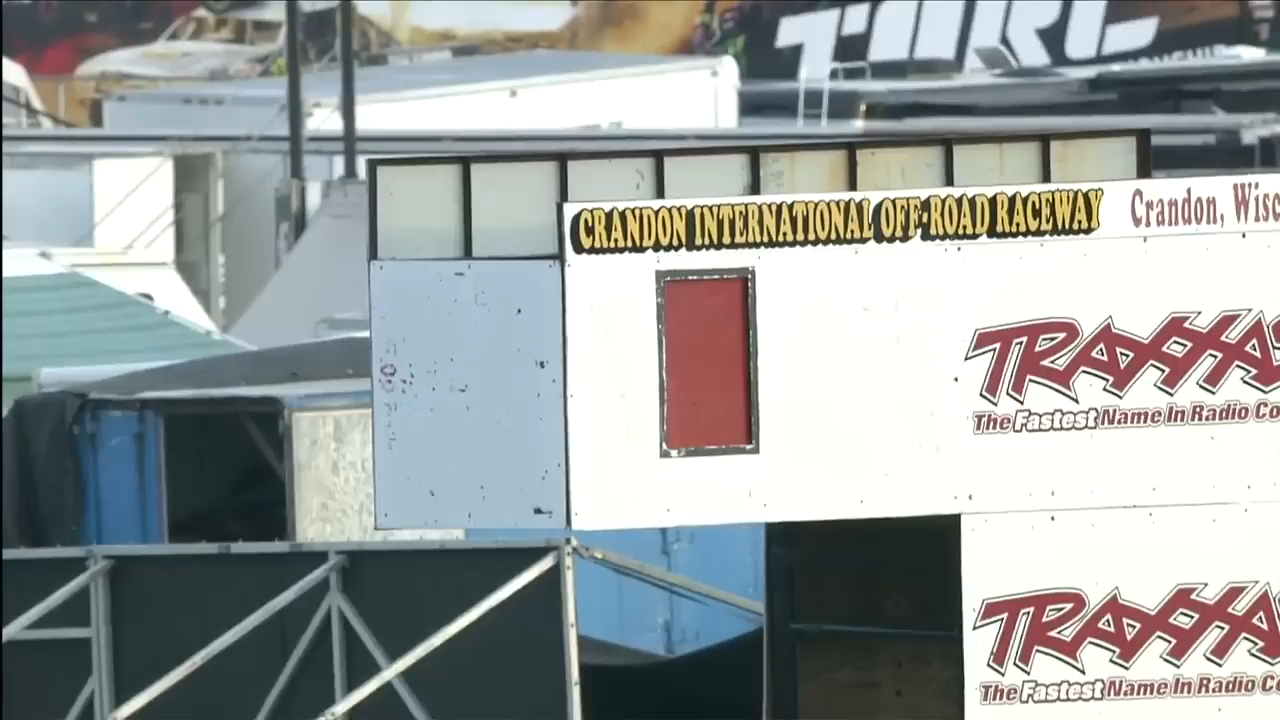 CRANDON INTERNATIONAL OFF-ROAD RACEWAY
Crandon, Wisc
TRAXXAS
The Fastest Name In Radio Co
TRAXXA
The Fastest Name In Radio Co